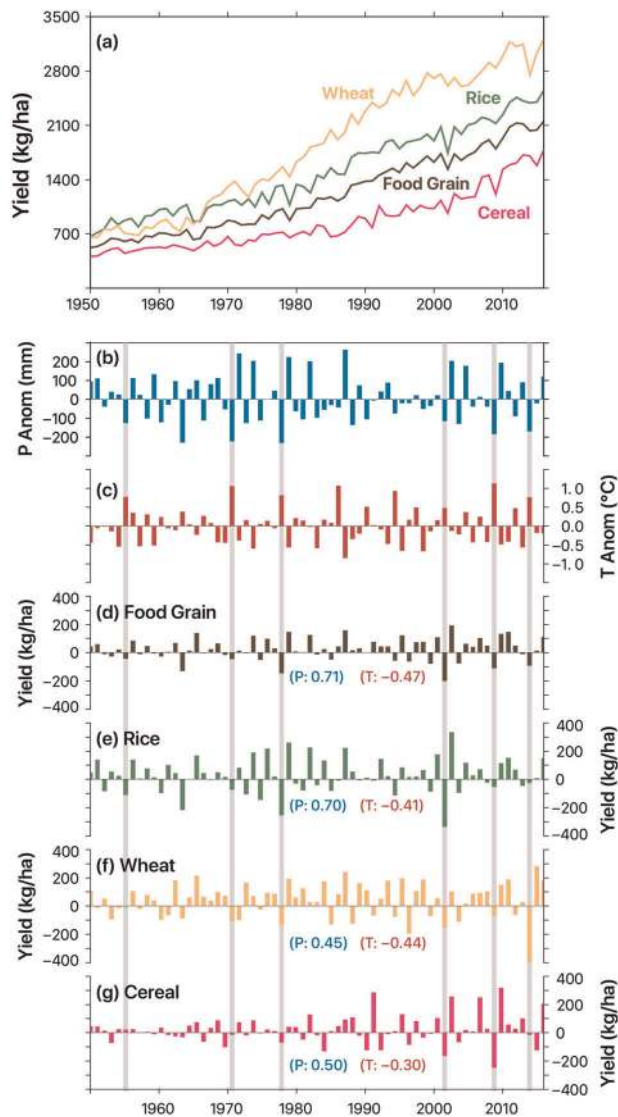 3500
(a)
2800
Wheat
Rice
2100
Yield (kg/ha)
1400
Food Grain
Cereal
700
1950 1960 1970 1980 1990 2000 2010
(b)
200
100
0
−100
−200
P Anom (mm)
(c)
1.0
0.5
0.0
−0.5
−1.0
T Anom (°C)
400
(d) Food Grain
200
0
−200
−400
Yield (kg/ha)
(P: 0.71) (T: −0.47)
400
(e) Rice
200
0
−200
−400
Yield (kg/ha)
(P: 0.70) (T: −0.41)
400
(f) Wheat
200
0
−200
−400
Yield (kg/ha)
(P: 0.45) (T: −0.44)
400
(g) Cereal
200
0
−200
−400
Yield (kg/ha)
(P: 0.50) (T: −0.30)
1960 1970 1980 1990 2000 2010